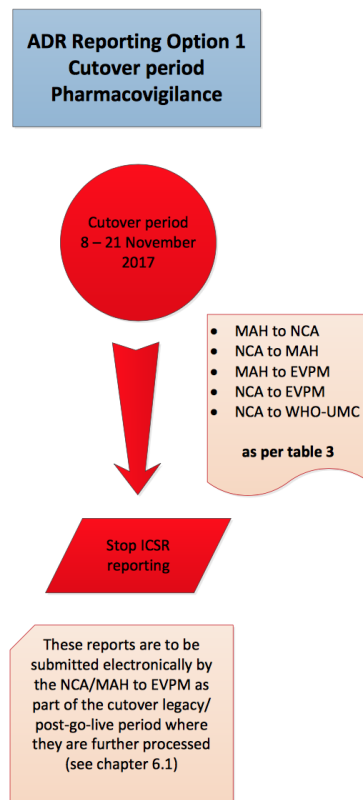 ADR Reporting Option 1
Cutover period
Pharmacovigilance
Cutover period
8 – 21 November
2017
• MAH to NCA
• NCA to MAH
• MAH to EVPM
• NCA to EVPM
• NCA to WHO-UMC
as per table 3
Stop ICSR
reporting
These reports are to be
submitted electronically by
the NCA/MAH to EVPM as
part of the cutover legacy/
post-go-live period where
they are further processed
(see chapter 6.1)